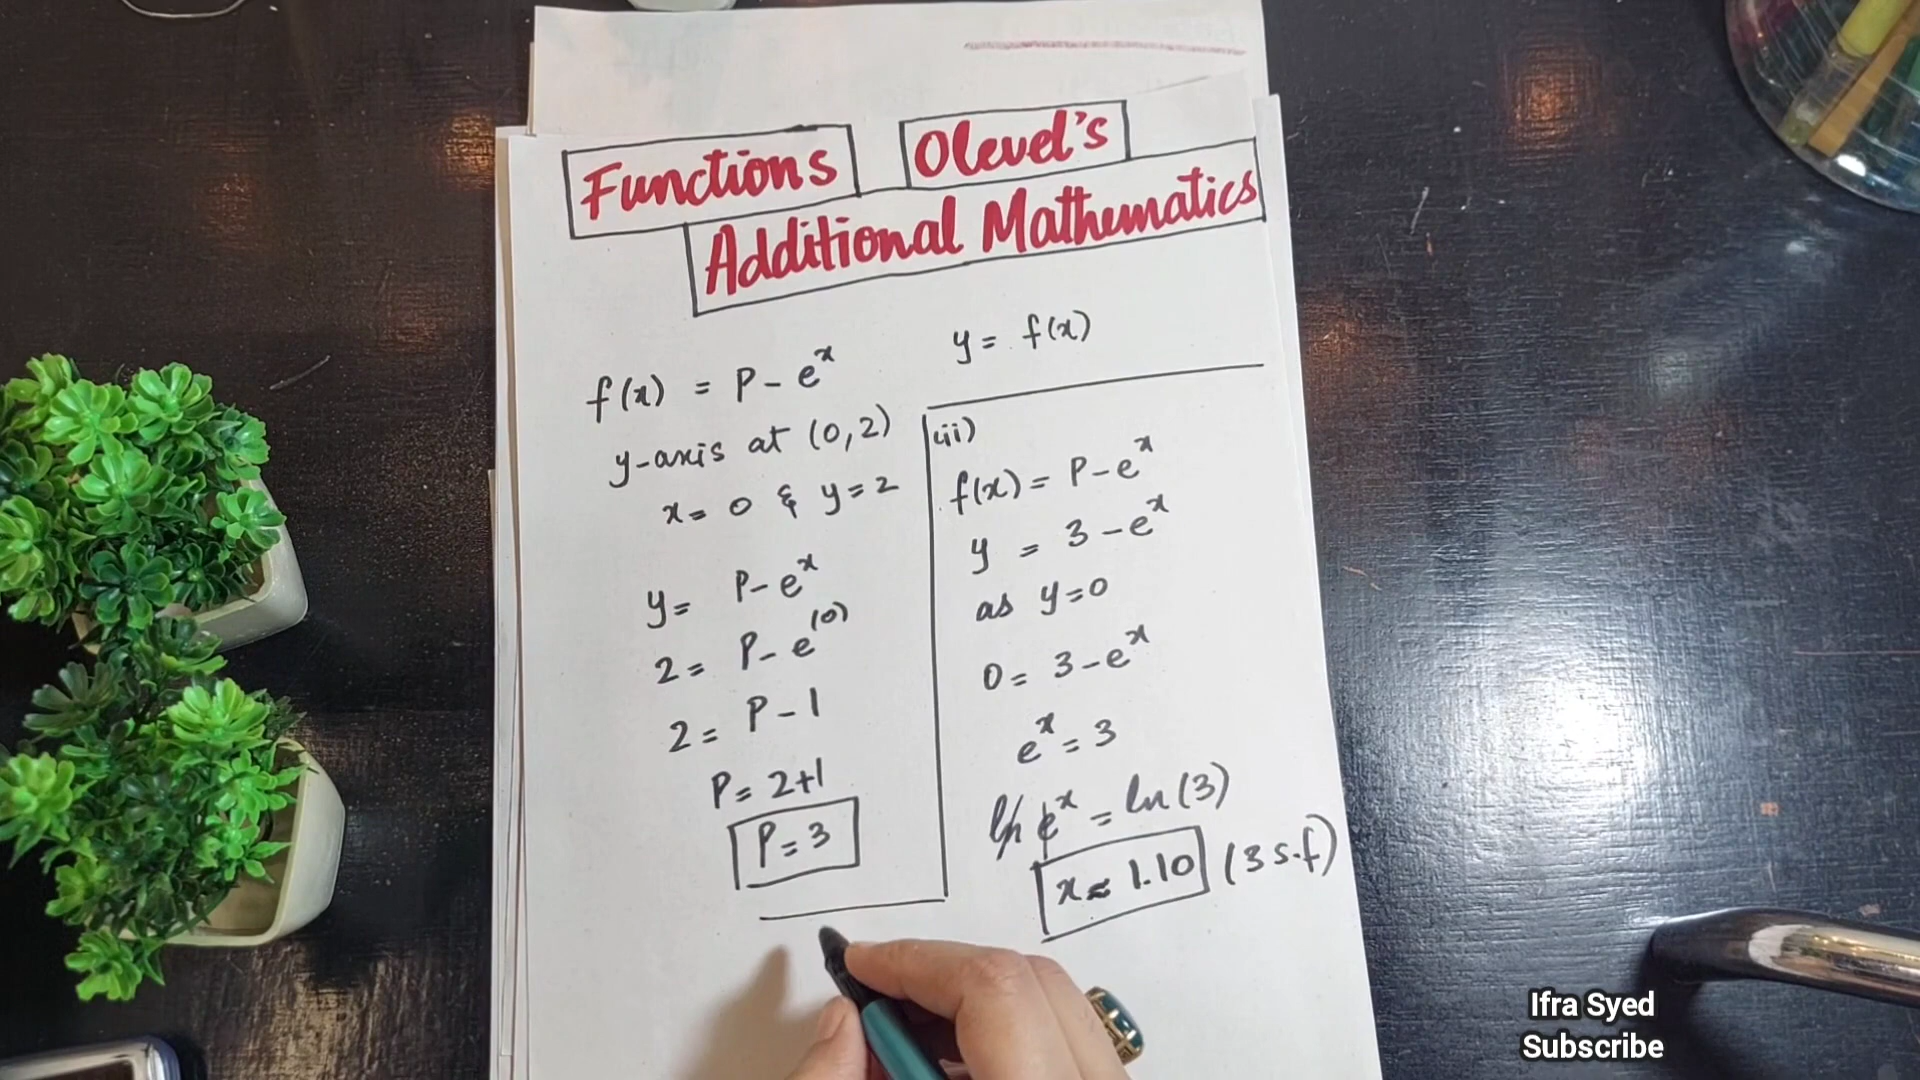 Functions Olevel's
Additional Mathematics
f(x) = P - e^x
y = f(x)
y-axis at (0,2)
x = 0 & y = 2
y = P - e^x
2 = P - e^(0)
2 = P - 1
P = 2+1
P = 3
iii)
f(x) = P - e^x
y = 3 - e^x
as y = 0
0 = 3 - e^x
e^x = 3
ln e^x = ln(3)
x ≈ 1.10 (3 s.f)
Ifra Syed
Subscribe